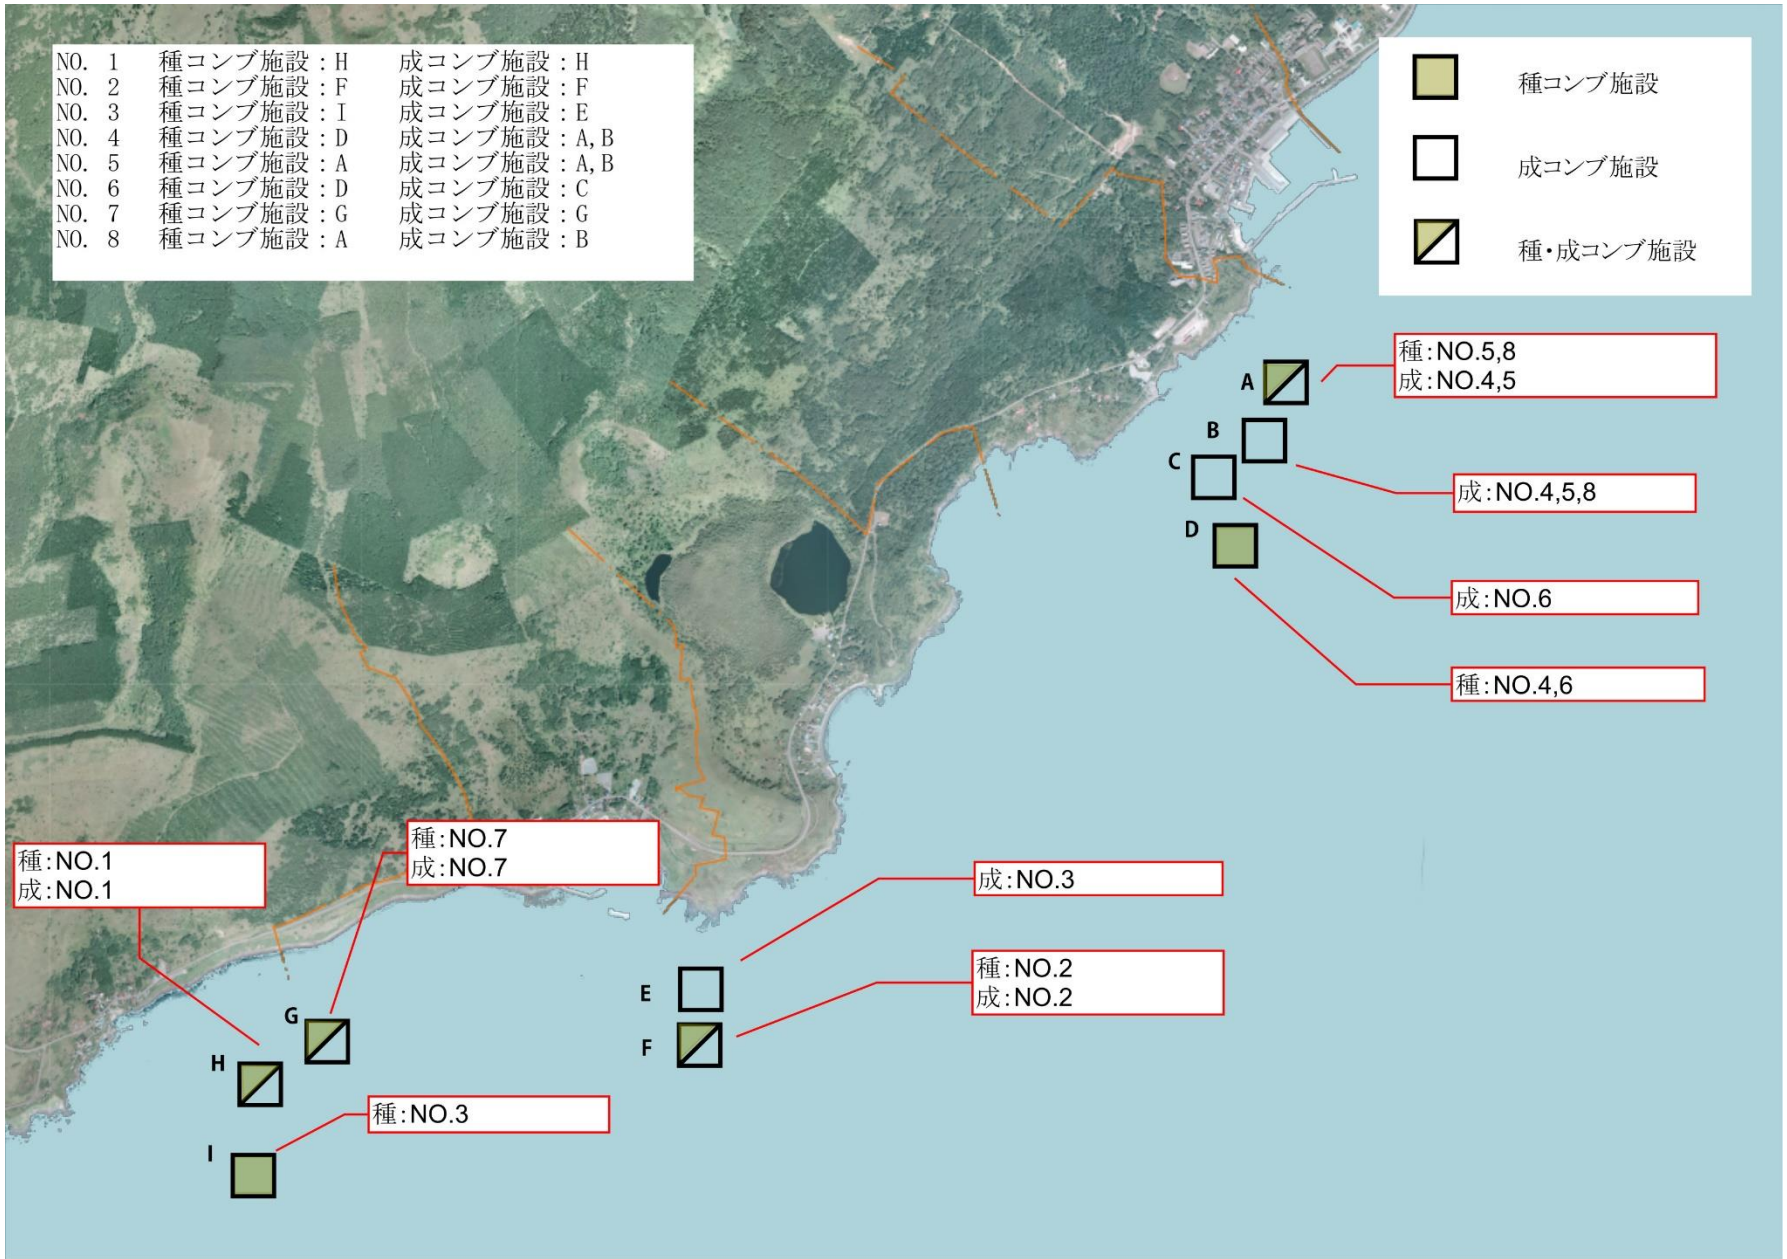 NO. 1 種コンブ施設：H 成コンブ施設：H
NO. 2 種コンブ施設：F 成コンブ施設：F
NO. 3 種コンブ施設：I 成コンブ施設：E
NO. 4 種コンブ施設：D 成コンブ施設：A,B
NO. 5 種コンブ施設：A 成コンブ施設：A,B
NO. 6 種コンブ施設：D 成コンブ施設：C
NO. 7 種コンブ施設：G 成コンブ施設：G
NO. 8 種コンブ施設：A 成コンブ施設：B
種コンブ施設
成コンブ施設
種・成コンブ施設
A
種:NO.5,8
成:NO.4,5
B
成:NO.4,5,8
C
成:NO.6
D
種:NO.4,6
種:NO.7
成:NO.7
種:NO.1
成:NO.1
成:NO.3
E
種:NO.2
成:NO.2
F
G
H
種:NO.3
I